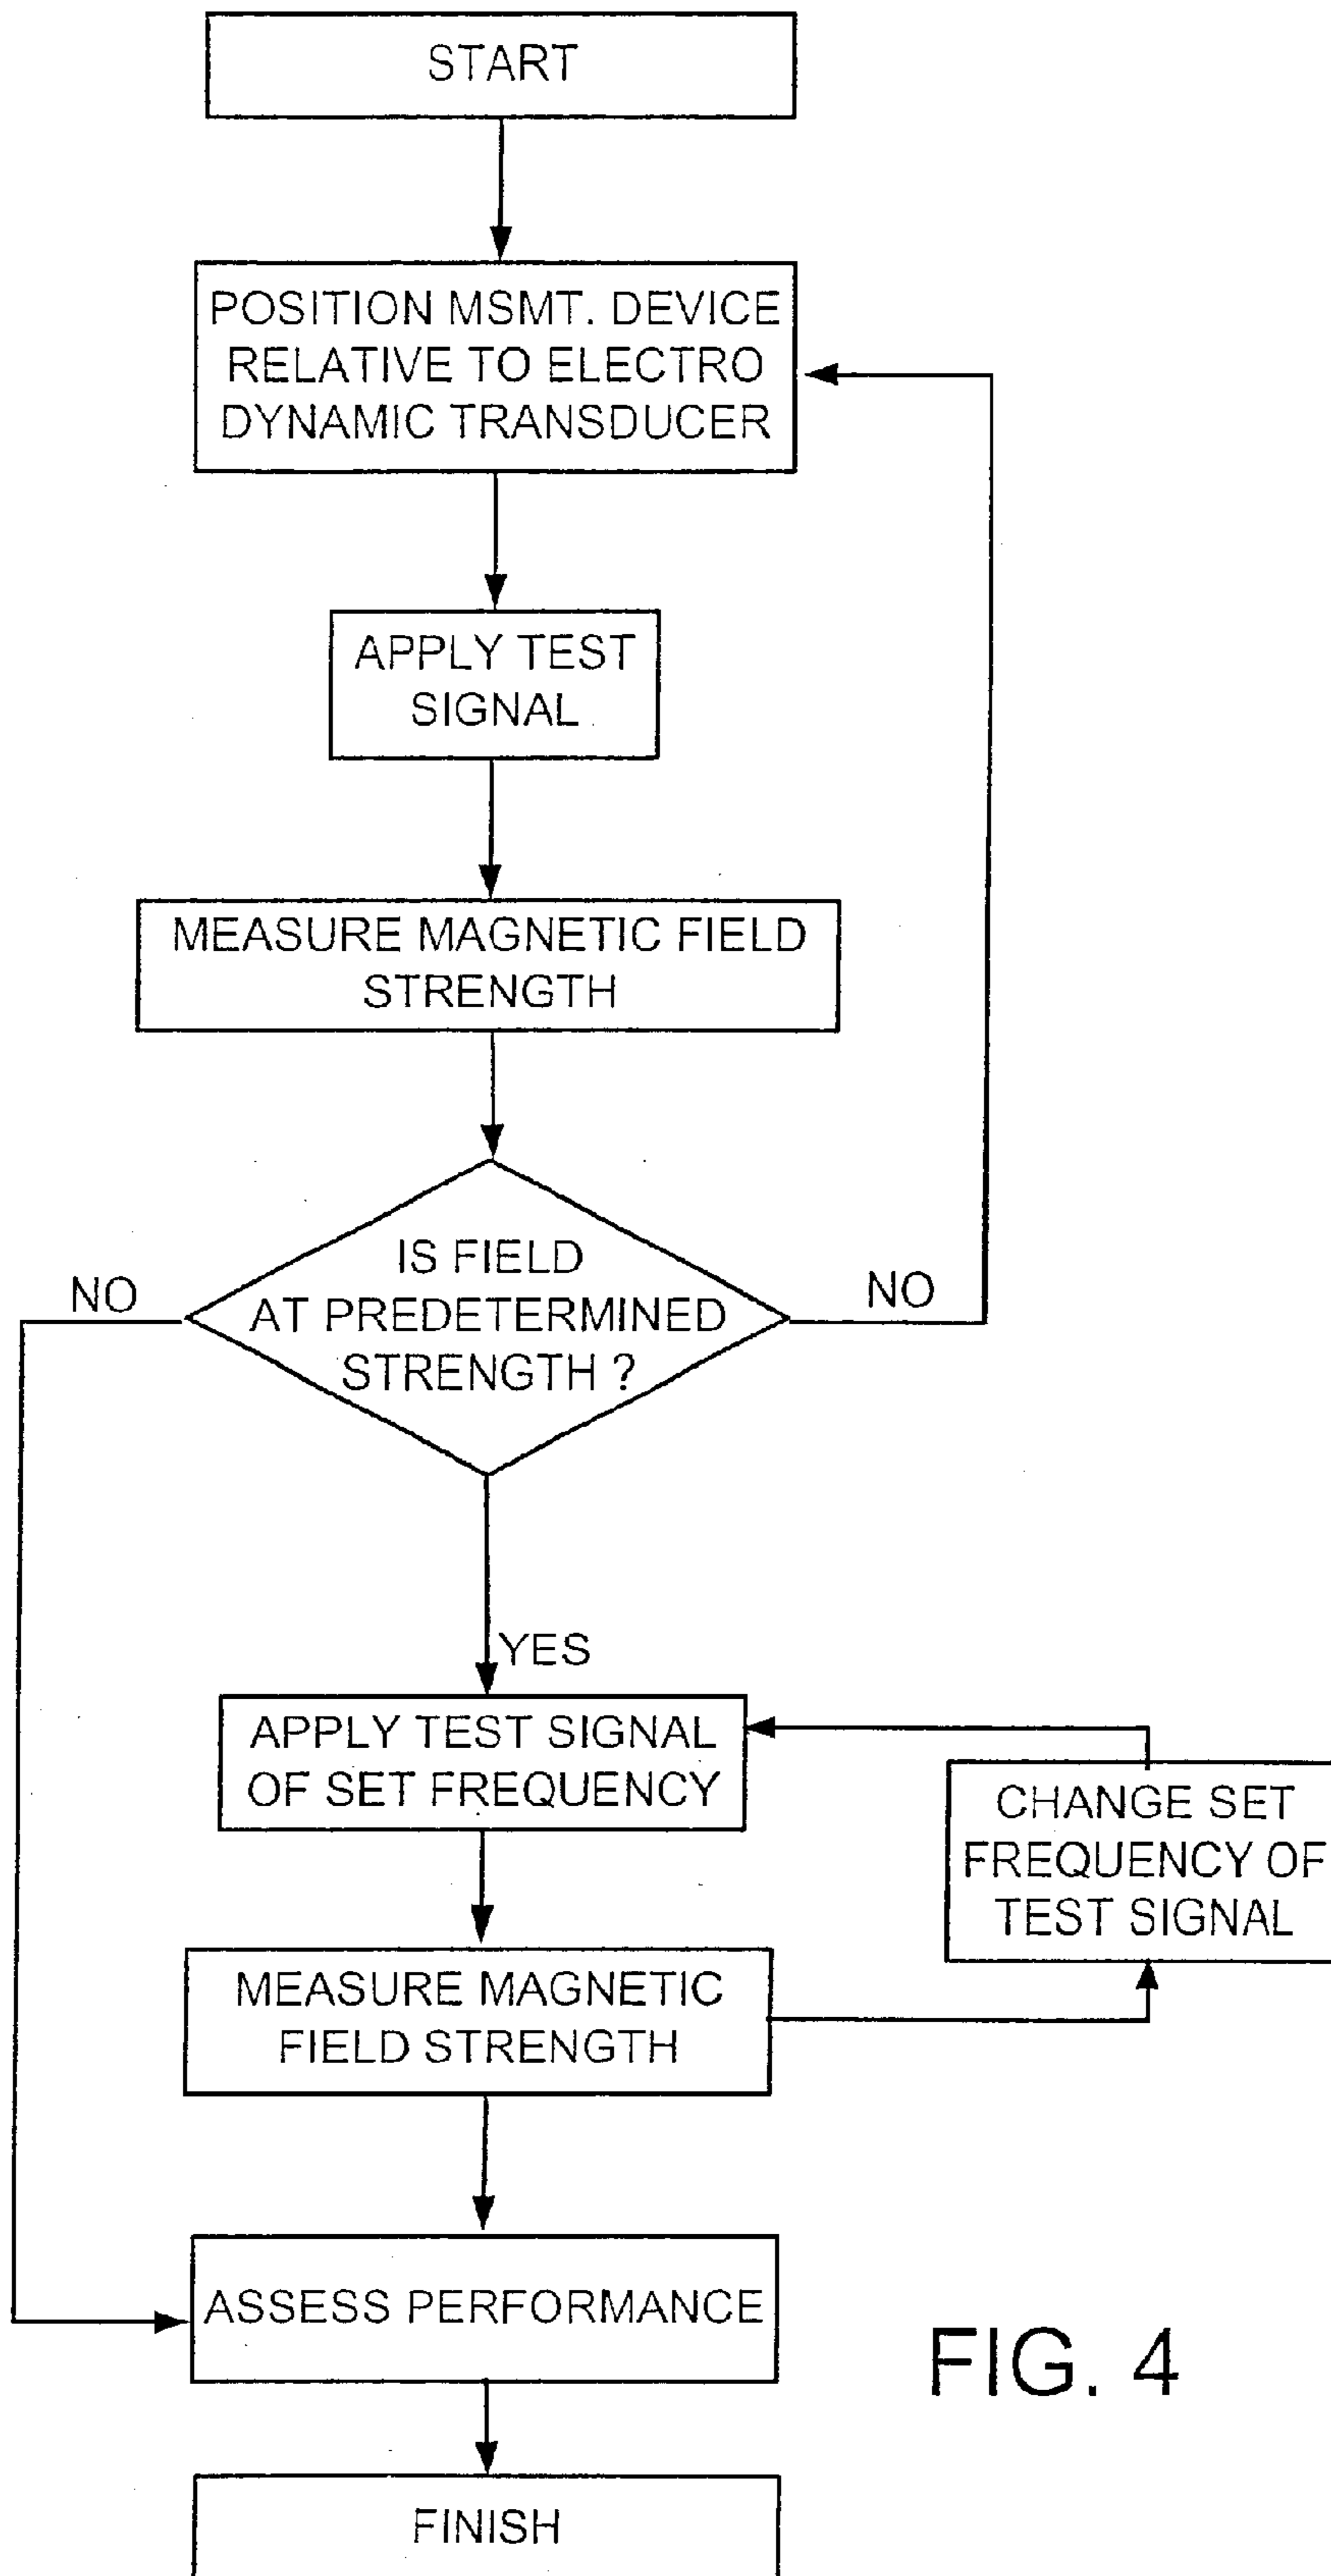 START
POSITION MSMT. DEVICE
RELATIVE TO ELECTRO
DYNAMIC TRANSDUCER
APPLY TEST
SIGNAL
MEASURE MAGNETIC FIELD
STRENGTH
IS FIELD
AT PREDETERMINED
STRENGTH ?
NO
NO
YES
APPLY TEST SIGNAL
OF SET FREQUENCY
CHANGE SET
FREQUENCY OF
TEST SIGNAL
MEASURE MAGNETIC
FIELD STRENGTH
ASSESS PERFORMANCE
FINISH
FIG. 4